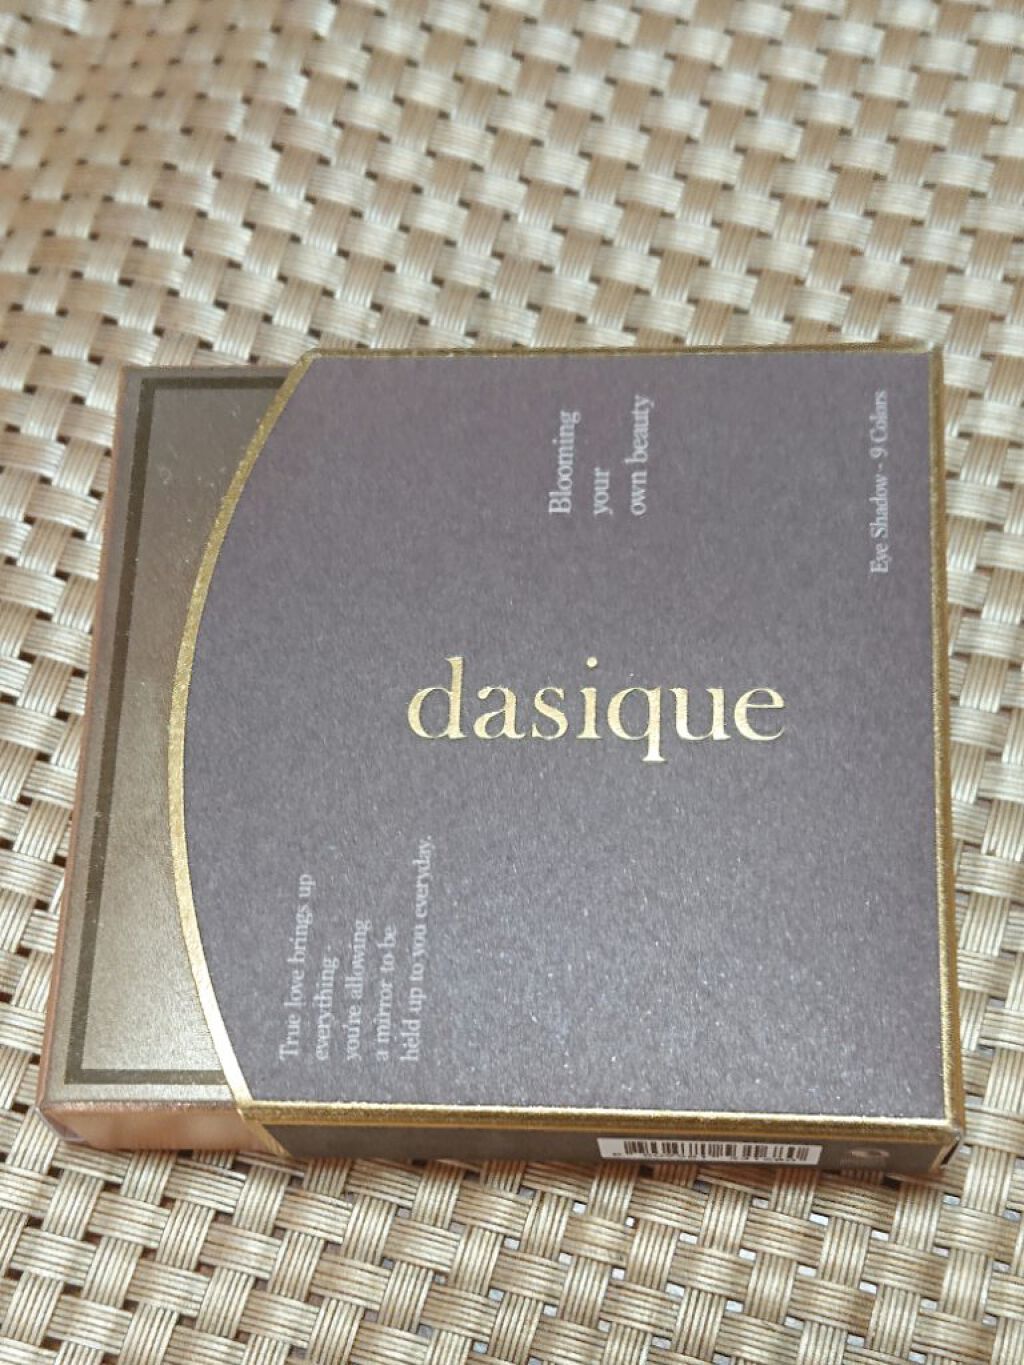 True love brings up
everything -
you're allowing
a mirror to be
held up to you everyday.
dasique
Blooming
your
own beauty
Eye Shadow - 9 Colors